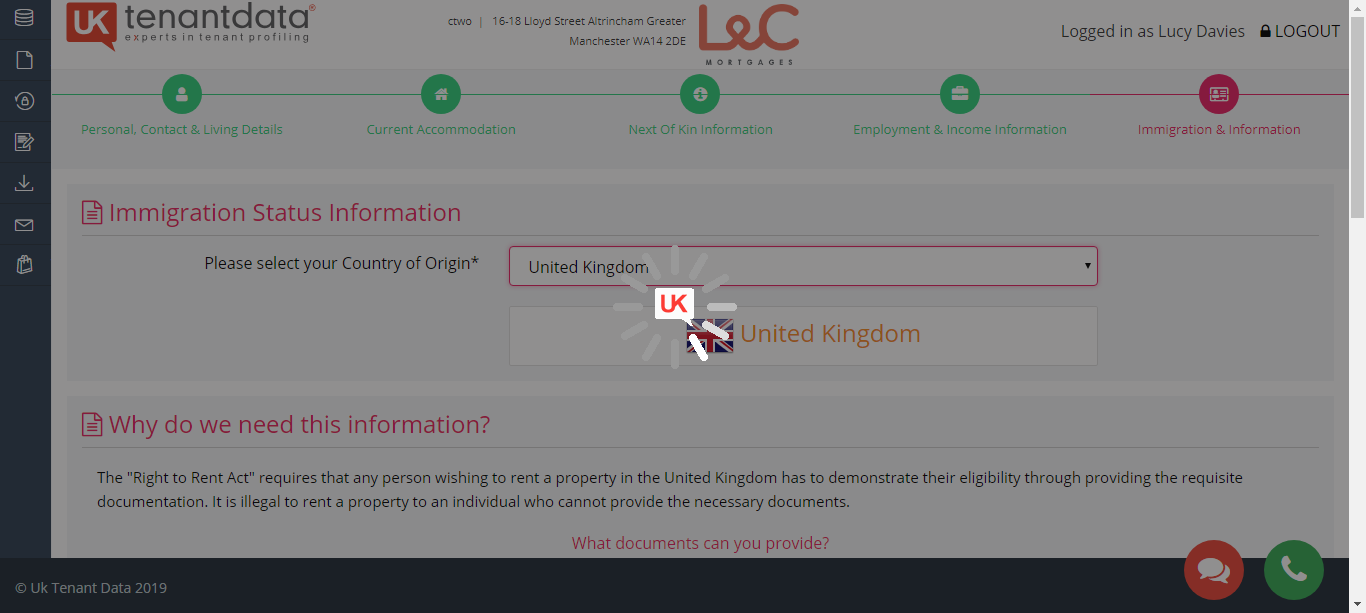 UK tenantdata®
experts in tenant profiling
ctwo | 16-18 Lloyd Street Altrincham Greater
Manchester WA14 2DE
L&C
MORTGAGES
Logged in as Lucy Davies LOGOUT
Personal, Contact & Living Details
Current Accommodation
Next Of Kin Information
Employment & Income Information
Immigration & Information
Immigration Status Information
Please select your Country of Origin*
United Kingdom
UK
United Kingdom
Why do we need this information?
The "Right to Rent Act" requires that any person wishing to rent a property in the United Kingdom has to demonstrate their eligibility through providing the requisite
documentation. It is illegal to rent a property to an individual who cannot provide the necessary documents.
What documents can you provide?
© Uk Tenant Data 2019